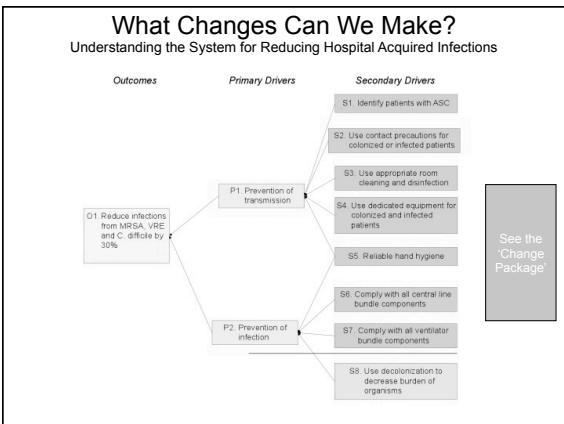 What Changes Can We Make?
Understanding the System for Reducing Hospital Acquired Infections
Outcomes
Primary Drivers
Secondary Drivers
O1. Reduce infections
from MRSA, VRE
and C. difficile by
30%
P1. Prevention of
transmission
P2. Prevention of
infection
S1. Identify patients with ASC
S2. Use contact precautions for
colonized or infected patients
S3. Use appropriate room
cleaning and disinfection
S4. Use dedicated equipment for
colonized and infected
patients
S5. Reliable hand hygiene
S6. Comply with all central line
bundle components
S7. Comply with all ventilator
bundle components
S8. Use decolonization to
decrease burden of
organisms
See the
'Change
Package'